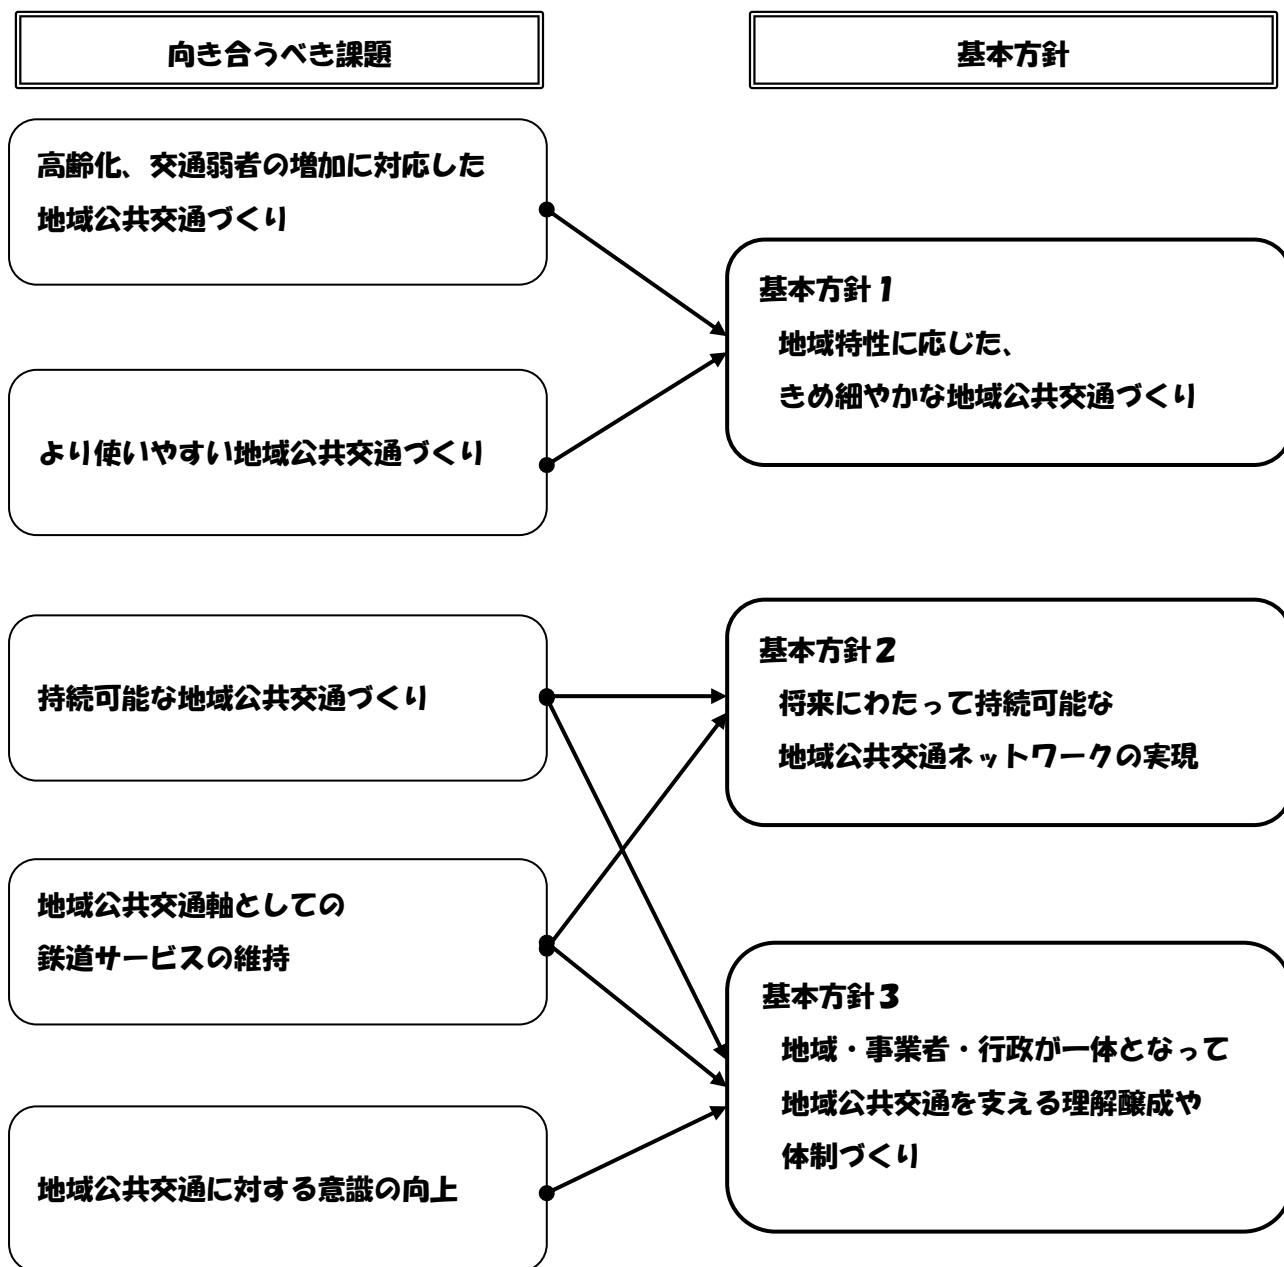 向き合うべき課題
基本方針
高齢化、交通弱者の増加に対応した
地域公共交通づくり
より使いやすい地域公共交通づくり
持続可能な地域公共交通づくり
地域公共交通軸としての
鉄道サービスの維持
地域公共交通に対する意識の向上
基本方針1
地域特性に応じた、
きめ細やかな地域公共交通づくり
基本方針2
将来にわたって持続可能な
地域公共交通ネットワークの実現
基本方針3
地域・事業者・行政が一体となって
地域公共交通を支える理解醸成や
体制づくり